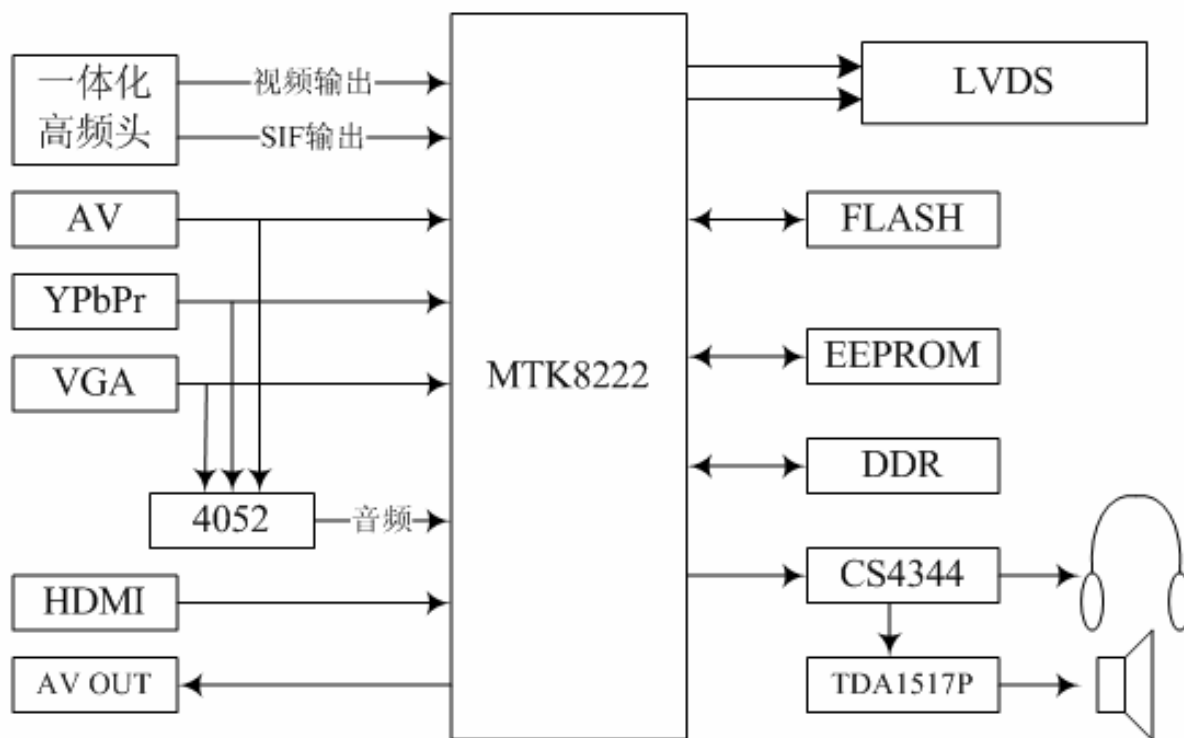 一体化
高频头
视频输出
SIF输出
AV
YPbPr
VGA
4052
音频
HDMI
AV OUT
MTK8222
LVDS
FLASH
EEPROM
DDR
CS4344
TDA1517P